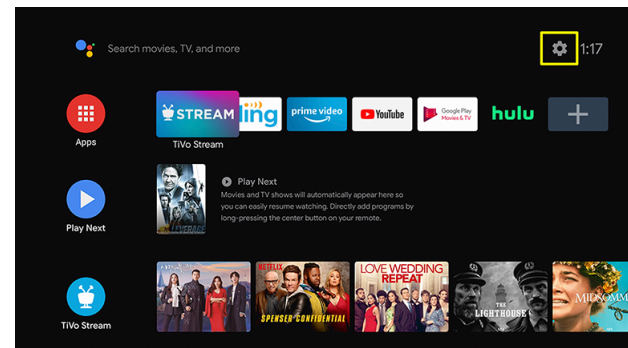 Search movies, TV, and more
1:17
STREAM
ling
prime video
YouTube
Google Play
Movies & TV
hulu
Apps
TiVo Stream
Play Next
Movies and TV shows will automatically appear here so
you can easily resume watching. Directly add programs by
long-pressing the center button on your remote.
LEVERAGE
Play Next
NETFLIX
SPENSER CONFIDENTIAL
LOVE WEDDING
REPEAT
THE
LIGHTHOUSE
MIDSOMM
TiVo Stream